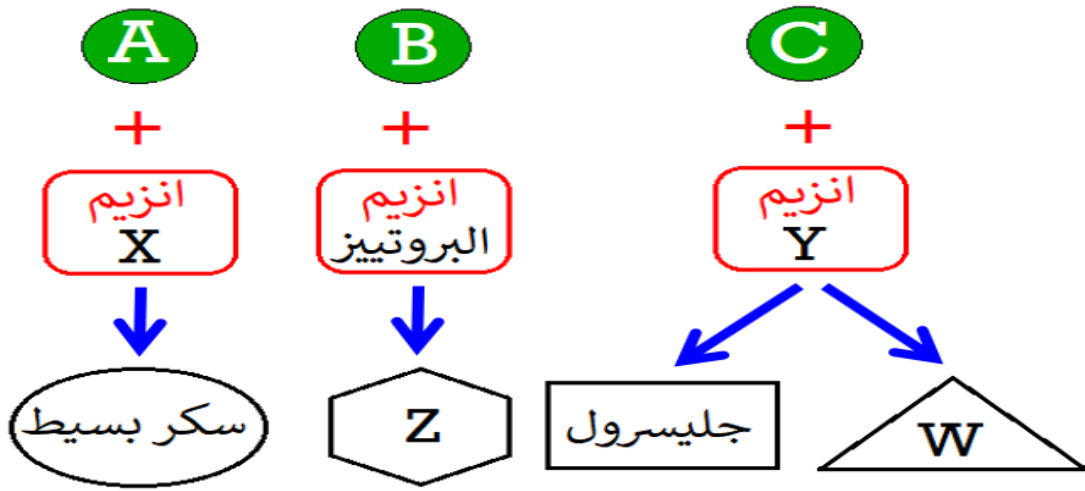 A B C
+ + +
انزيم
X
انزيم
البروتييز
انزيم
Y
سكر بسيط
Z
جليسرول
W